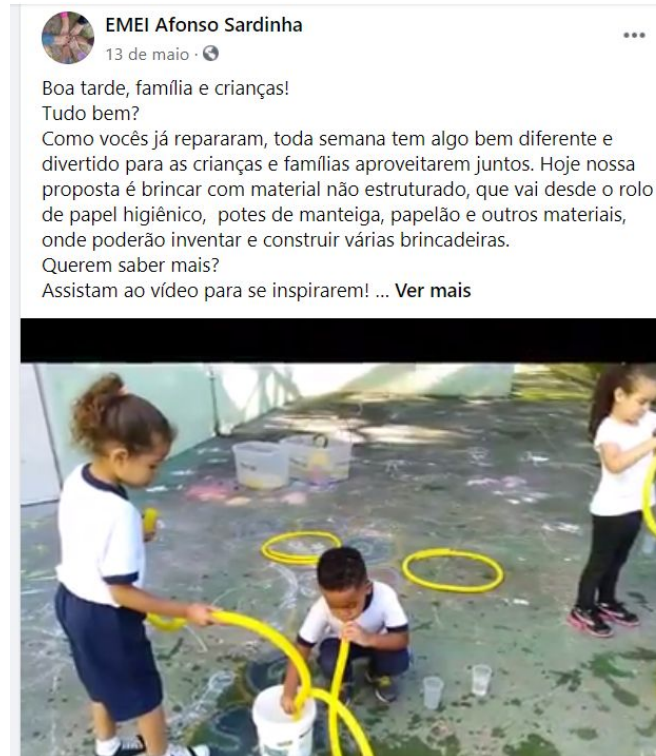 EMEI Afonso Sardinha
13 de maio ·
Boa tarde, família e crianças!
Tudo bem?
Como vocês já repararam, toda semana tem algo bem diferente e
divertido para as crianças e famílias aproveitarem juntos. Hoje nossa
proposta é brincar com material não estruturado, que vai desde o rolo
de papel higiênico, potes de manteiga, papelão e outros materiais,
onde poderão inventar e construir várias brincadeiras.
Querem saber mais?
Assistam ao vídeo para se inspirarem! ... Ver mais